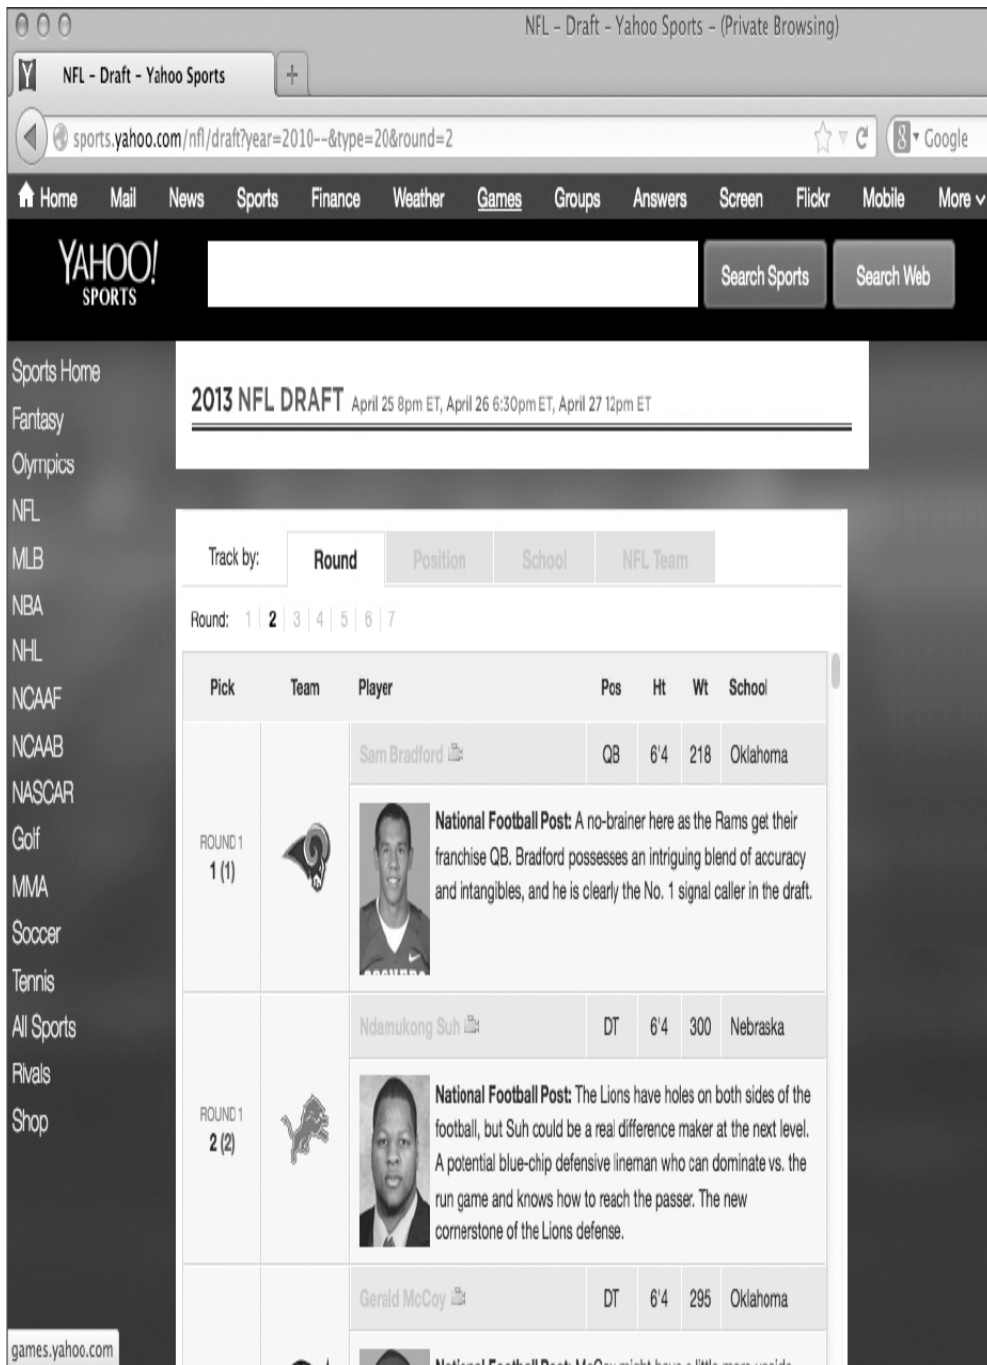 NFL – Draft – Yahoo Sports – (Private Browsing)
NFL – Draft – Yahoo Sports
sports.yahoo.com/nfl/draft?year=2010--&type=20&round=2
Google
Home Mail News Sports Finance Weather Games Groups Answers Screen Flickr Mobile More
YAHOO!
SPORTS
Search Sports Search Web
Sports Home
Fantasy
Olympics
NFL
MLB
NBA
NHL
NCAAF
NCAAB
NASCAR
Golf
MMA
Soccer
Tennis
All Sports
Rivals
Shop
2013 NFL DRAFT April 25 8pm ET, April 26 6:30pm ET, April 27 12pm ET
Track by: Round Position School NFL Team
Round: 1 2 3 4 5 6 7
Pick Team Player Pos Ht Wt School
Sam Bradford QB 6'4 218 Oklahoma
ROUND 1
1 (1)
National Football Post: A no-brainer here as the Rams get their
franchise QB. Bradford possesses an intriguing blend of accuracy
and intangibles, and he is clearly the No. 1 signal caller in the draft.
Ndamukong Suh DT 6'4 300 Nebraska
ROUND 1
2 (2)
National Football Post: The Lions have holes on both sides of the
football, but Suh could be a real difference maker at the next level.
A potential blue-chip defensive lineman who can dominate vs. the
run game and knows how to reach the passer. The new
cornerstone of the Lions defense.
Gerald McCoy DT 6'4 295 Oklahoma
National Football Post: McCoy might have a little more upside
games.yahoo.com